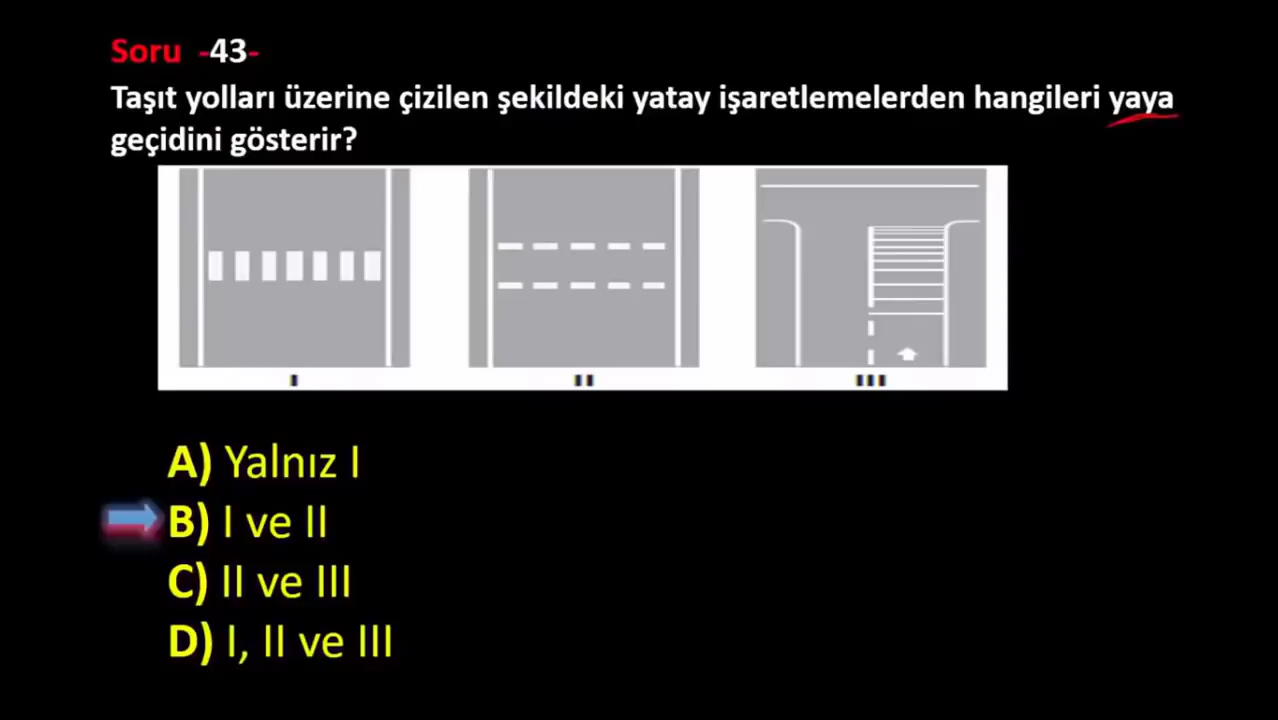 Soru -43-
Taşıt yolları üzerine çizilen şekildeki yatay işaretlemelerden hangileri yaya
geçidini gösterir?
I II III
A) Yalnız I
B) I ve II
C) II ve III
D) I, II ve III